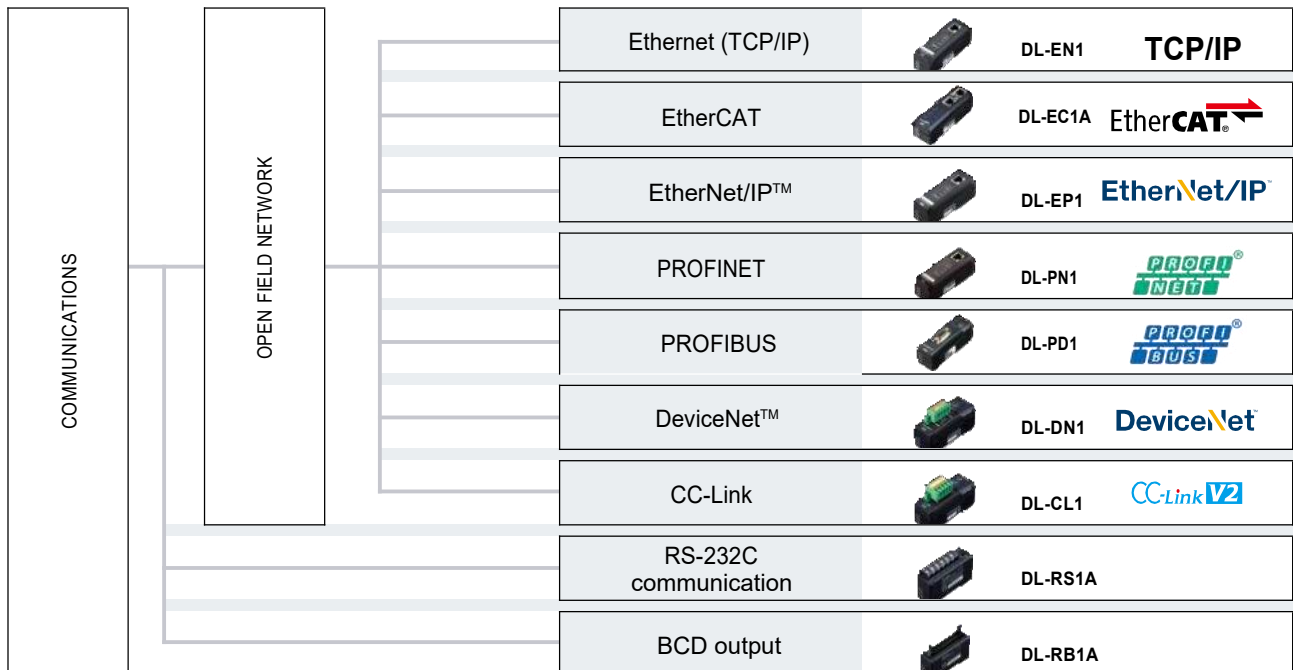 COMMUNICATIONS
OPEN FIELD NETWORK
Ethernet (TCP/IP)
DL-EN1
TCP/IP
EtherCAT
DL-EC1A
EtherCAT®
EtherNet/IP™
DL-EP1
EtherNet/IP™
PROFINET
DL-PN1
PROFI®
NET
PROFIBUS
DL-PD1
PROFI®
BUS
DeviceNet™
DL-DN1
DeviceNet™
CC-Link
DL-CL1
CC-Link V2
RS-232C
communication
DL-RS1A
BCD output
DL-RB1A